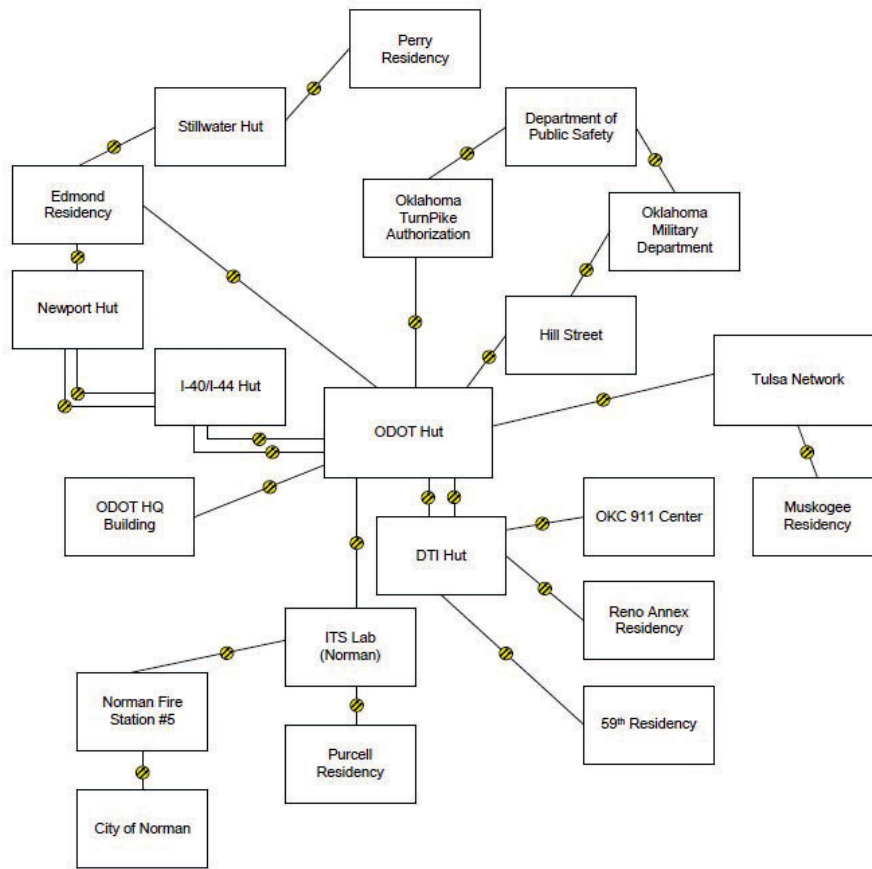 Perry
Residency
Stillwater Hut
Department of
Public Safety
Edmond
Residency
Oklahoma
TurnPike
Authorization
Oklahoma
Military
Department
Newport Hut
Hill Street
I-40/I-44 Hut
Tulsa Network
ODOT Hut
ODOT HQ
Building
OKC 911 Center
Muskogee
Residency
DTI Hut
Reno Annex
Residency
ITS Lab
(Norman)
Norman Fire
Station #5
59th Residency
Purcell
Residency
City of Norman